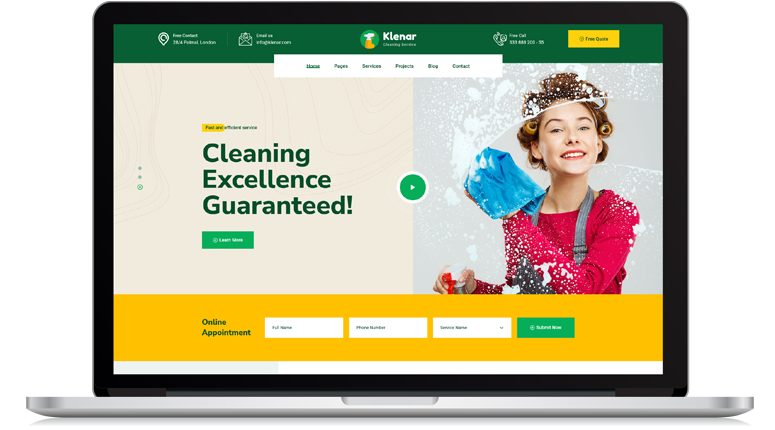 Free Contact
28/4 Palmal, London
Email us
info@klenar.com
Klenar
Cleaning Service
Free Call
333 888 200 - 55
Free Quote
Home Pages Services Projects Blog Contact
Fast and efficient service
Cleaning
Excellence
Guaranteed!
Learn More
Online
Appointment
Full Name
Phone Number
Service Name
Submit Now